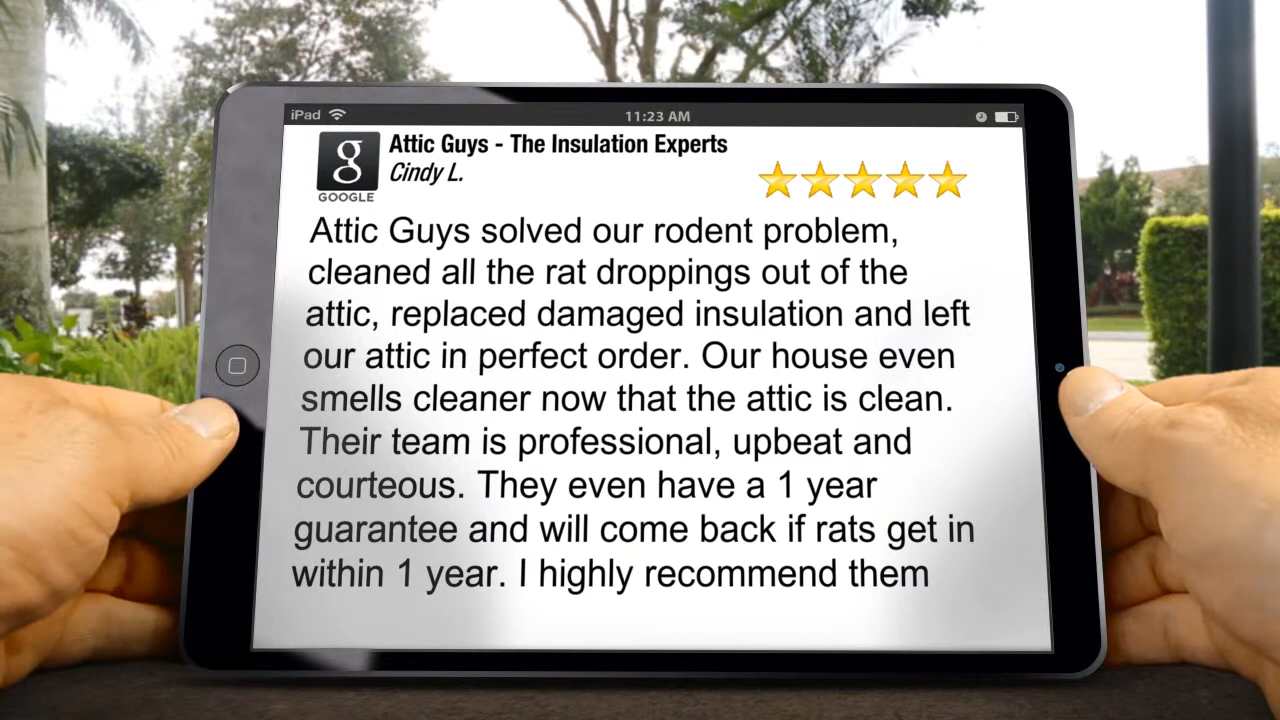 iPad
11:23 AM
g
GOOGLE
Attic Guys - The Insulation Experts
Cindy L.
Attic Guys solved our rodent problem,
cleaned all the rat droppings out of the
attic, replaced damaged insulation and left
our attic in perfect order. Our house even
smells cleaner now that the attic is clean.
Their team is professional, upbeat and
courteous. They even have a 1 year
guarantee and will come back if rats get in
within 1 year. I highly recommend them